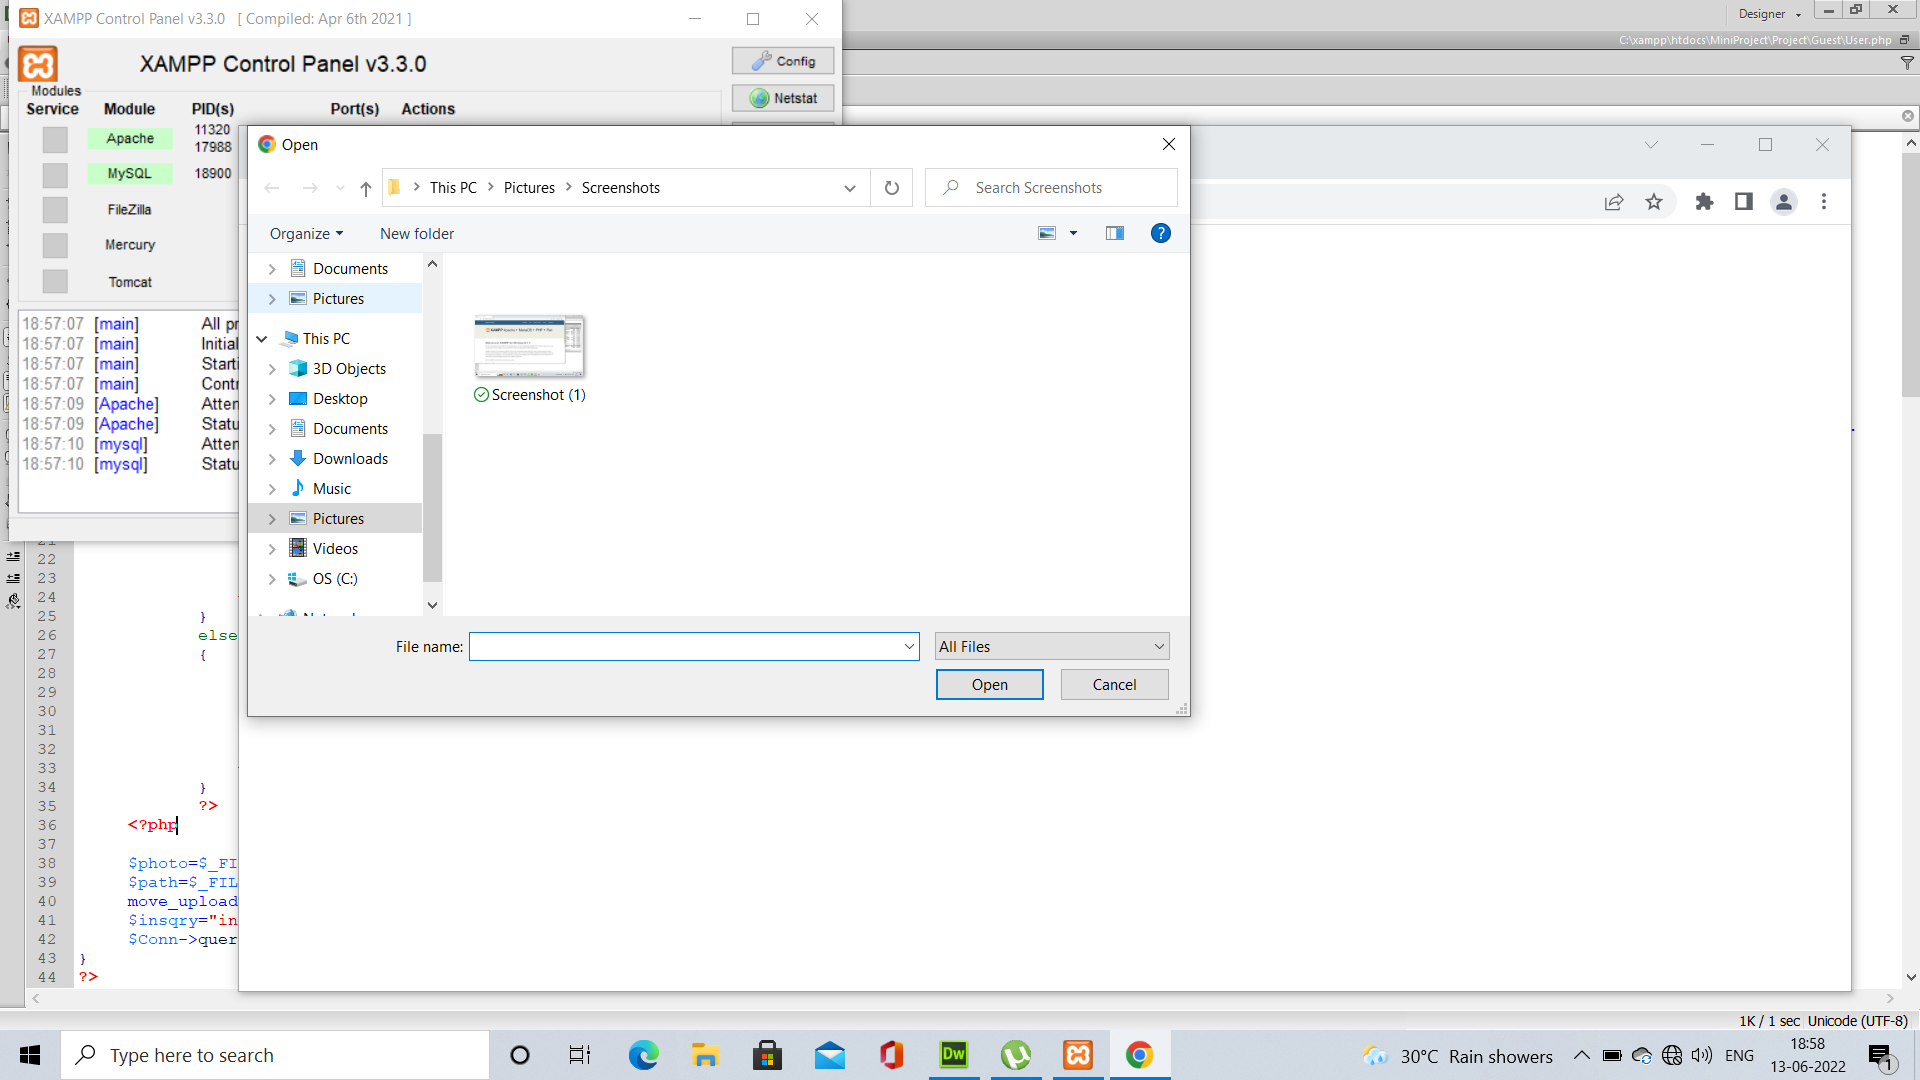 XAMPP Control Panel v3.3.0 [ Compiled: Apr 6th 2021 ]
Designer
C:\xampp\htdocs\MiniProject\Project\Guest\User.php
XAMPP Control Panel v3.3.0
Config
Netstat
Modules
Service Module PID(s) Port(s) Actions
Apache 11320
17988
MySQL 18900
FileZilla
Mercury
Tomcat
18:57:07 [main] All pr
18:57:07 [main] Initial
18:57:07 [main] Starti
18:57:07 [main] Contr
18:57:09 [Apache] Atten
18:57:09 [Apache] Statu
18:57:10 [mysql] Atten
18:57:10 [mysql] Statu
Open
This PC Pictures Screenshots
Search Screenshots
Organize New folder
Documents
Pictures
This PC
3D Objects
Desktop
Documents
Downloads
Music
Pictures
Videos
OS (C:)
Screenshot (1)
File name:
All Files
Open Cancel
21
22
23
24
25 }
26 else
27 {
28
29
30
31
32
33
34 }
35 ?>
36 <?php
37
38 $photo=$_FI
39 $path=$_FIL
40 move_upload
41 $insqry="in
42 $Conn->quer
43 }
44 ?>
1K / 1 sec Unicode (UTF-8)
Type here to search
Dw
30°C Rain showers
ENG
18:58
13-06-2022
1